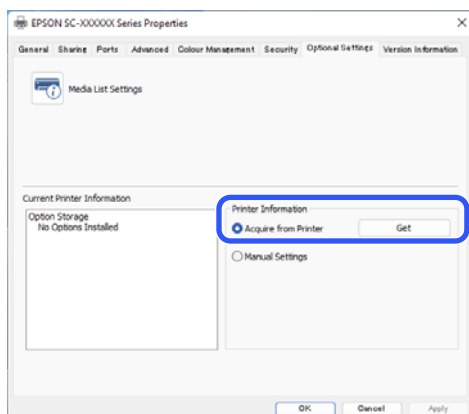 EPSON SC-XXXXXX Series Properties
General Sharing Ports Advanced Colour Management Security Optional Settings Version Information
Media List Settings
Current Printer Information
Option Storage
No Options Installed
Printer Information
Acquire from Printer Get
Manual Settings
OK Cancel Apply